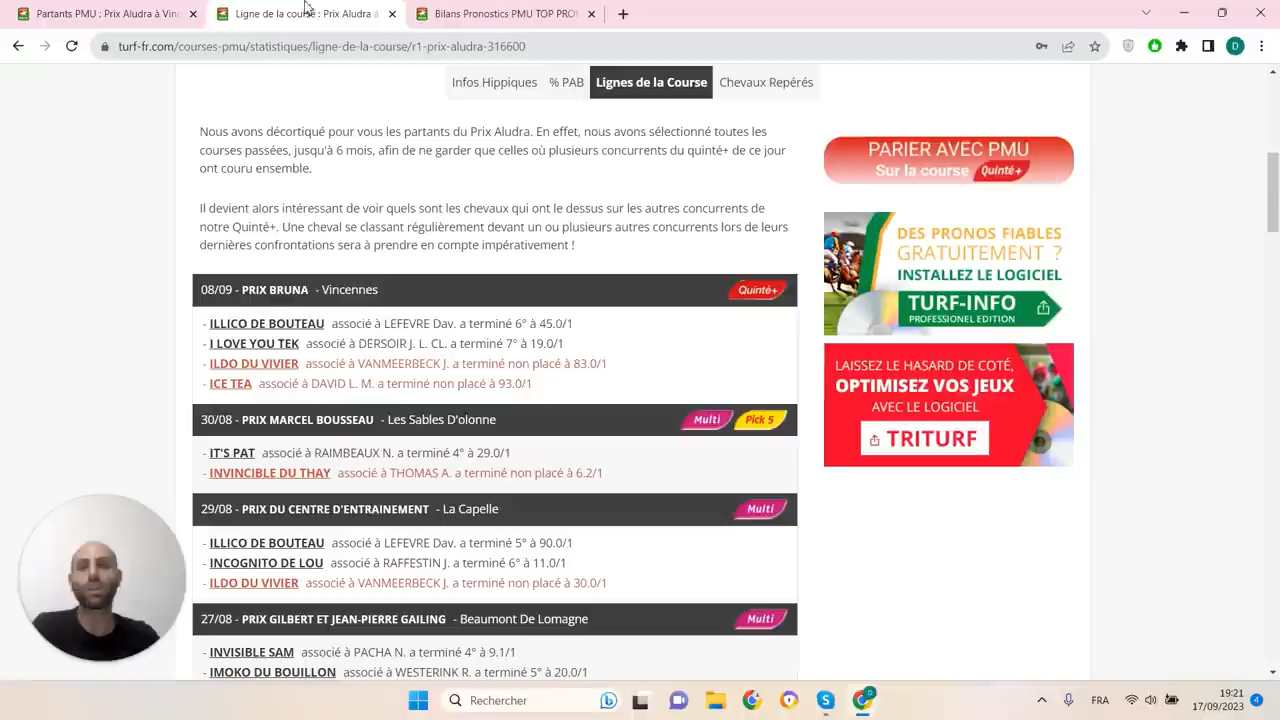 Partants PMU : Prix Aludra à Vin
Ligne de la course : Prix Aludra
Bilans Pronostics PMU TOP PRO
turf-fr.com/courses-pmu/statistiques/ligne-de-la-course/r1-prix-aludra-316600
D
Infos Hippiques % PAB Lignes de la Course Chevaux Repérés
Nous avons décortiqué pour vous les partants du Prix Aludra. En effet, nous avons sélectionné toutes les
courses passées, jusqu'à 6 mois, afin de ne garder que celles où plusieurs concurrents du quinté+ de ce jour
ont couru ensemble.
Il devient alors intéressant de voir quels sont les chevaux qui ont le dessus sur les autres concurrents de
notre Quinté+. Une cheval se classant régulièrement devant un ou plusieurs autres concurrents lors de leurs
dernières confrontations sera à prendre en compte impérativement !
08/09 - PRIX BRUNA - Vincennes Quinté+
- ILLICO DE BOUTEAU associé à LEFEVRE Dav. a terminé 6° à 45.0/1
- I LOVE YOU TEK associé à DERSOIR J. L. CL. a terminé 7° à 19.0/1
- ILDO DU VIVIER associé à VANMEERBECK J. a terminé non placé à 83.0/1
- ICE TEA associé à DAVID L. M. a terminé non placé à 93.0/1
30/08 - PRIX MARCEL BOUSSEAU - Les Sables D'olonne Multi Pick 5
- IT'S PAT associé à RAIMBEAUX N. a terminé 4° à 29.0/1
- INVINCIBLE DU THAY associé à THOMAS A. a terminé non placé à 6.2/1
29/08 - PRIX DU CENTRE D'ENTRAINEMENT - La Capelle Multi
- ILLICO DE BOUTEAU associé à LEFEVRE Dav. a terminé 5° à 90.0/1
- INCOGNITO DE LOU associé à RAFFESTIN J. a terminé 6° à 11.0/1
- ILDO DU VIVIER associé à VANMEERBECK J. a terminé non placé à 30.0/1
27/08 - PRIX GILBERT ET JEAN-PIERRE GAILING - Beaumont De Lomagne Multi
- INVISIBLE SAM associé à PACHA N. a terminé 4° à 9.1/1
- IMOKO DU BOUILLON associé à WESTERINK R. a terminé 5° à 20.0/1
PARIER AVEC PMU
Sur la course Quinté+
DES PRONOS FIABLES
GRATUITEMENT ?
INSTALLEZ LE LOGICIEL
TURF-INFO
PROFESSIONEL EDITION
LAISSEZ LE HASARD DE COTÉ,
OPTIMISEZ VOS JEUX
AVEC LE LOGICIEL
TRITURF
Rechercher
FRA
19:21
17/09/2023
4